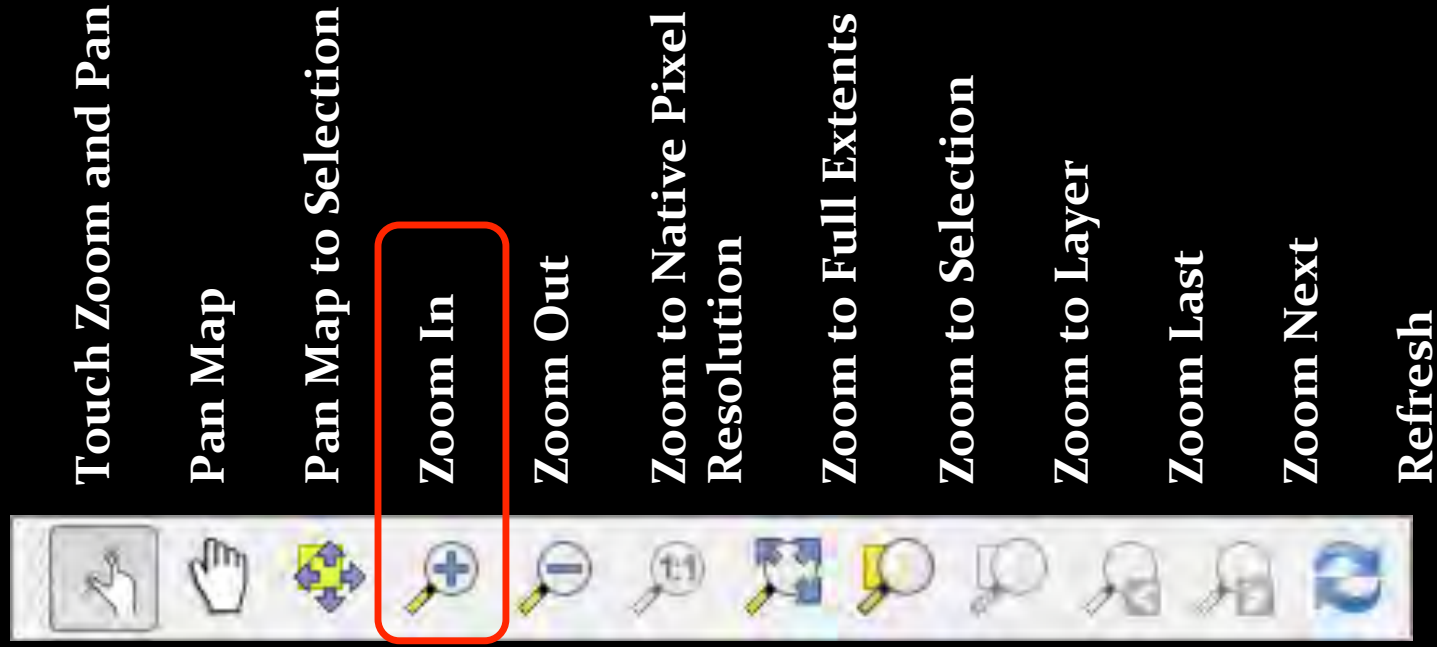 Touch Zoom and Pan
Pan Map
Pan Map to Selection
Zoom In
Zoom Out
Zoom to Native Pixel
Resolution
Zoom to Full Extents
Zoom to Selection
Zoom to Layer
Zoom Last
Zoom Next
Refresh
1:1